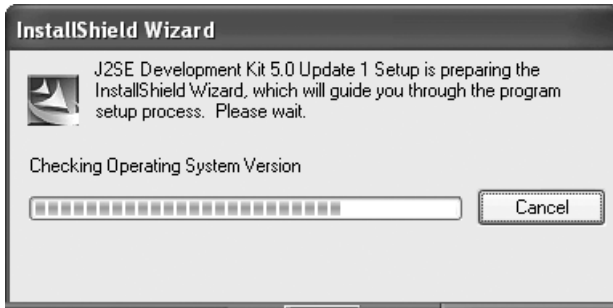 InstallShield Wizard
J2SE Development Kit 5.0 Update 1 Setup is preparing the
InstallShield Wizard, which will guide you through the program
setup process. Please wait.
Checking Operating System Version
Cancel